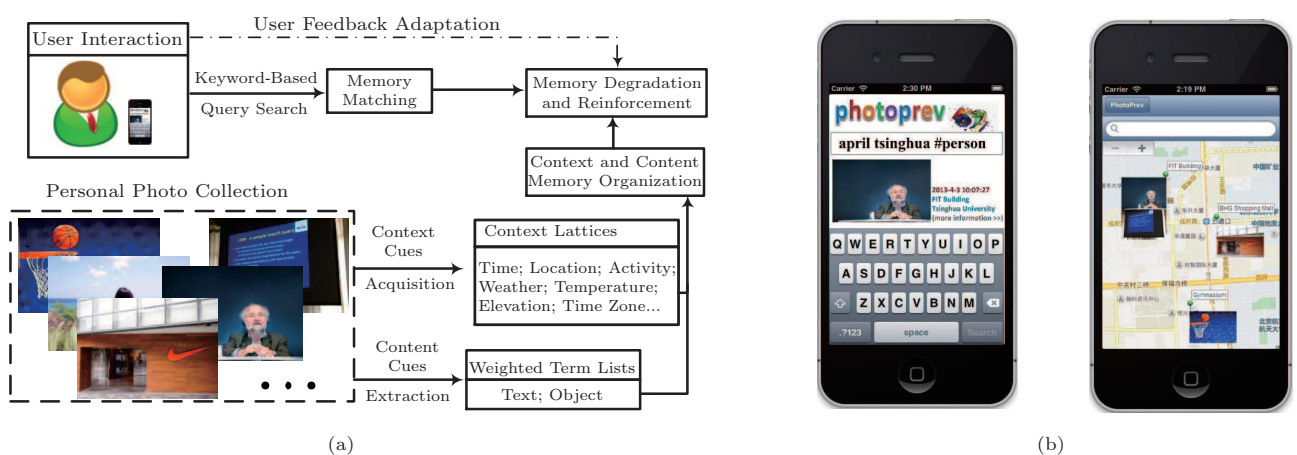 User Feedback Adaptation
User Interaction
Keyword-Based
Query Search
Memory
Matching
Memory Degradation
and Reinforcement
Context and Content
Memory Organization
Personal Photo Collection
Context
Cues
Acquisition
Context Lattices
Time; Location; Activity;
Weather; Temperature;
Elevation; Time Zone...
Content
Cues
Extraction
Weighted Term Lists
Text; Object
(a)
Carrier 2:30 PM
photoprev
april tsinghua #person
2013-4-3 10:07:27
FIT Building
Tsinghua University
(more information >>)
Q W E R T Y U I O P
A S D F G H J K L
Z X C V B N M
.?123 space Search
Carrier 2:19 PM
PhotoPrev
FIT Building
BHG Shopping Mall
Gymnasium
(b)